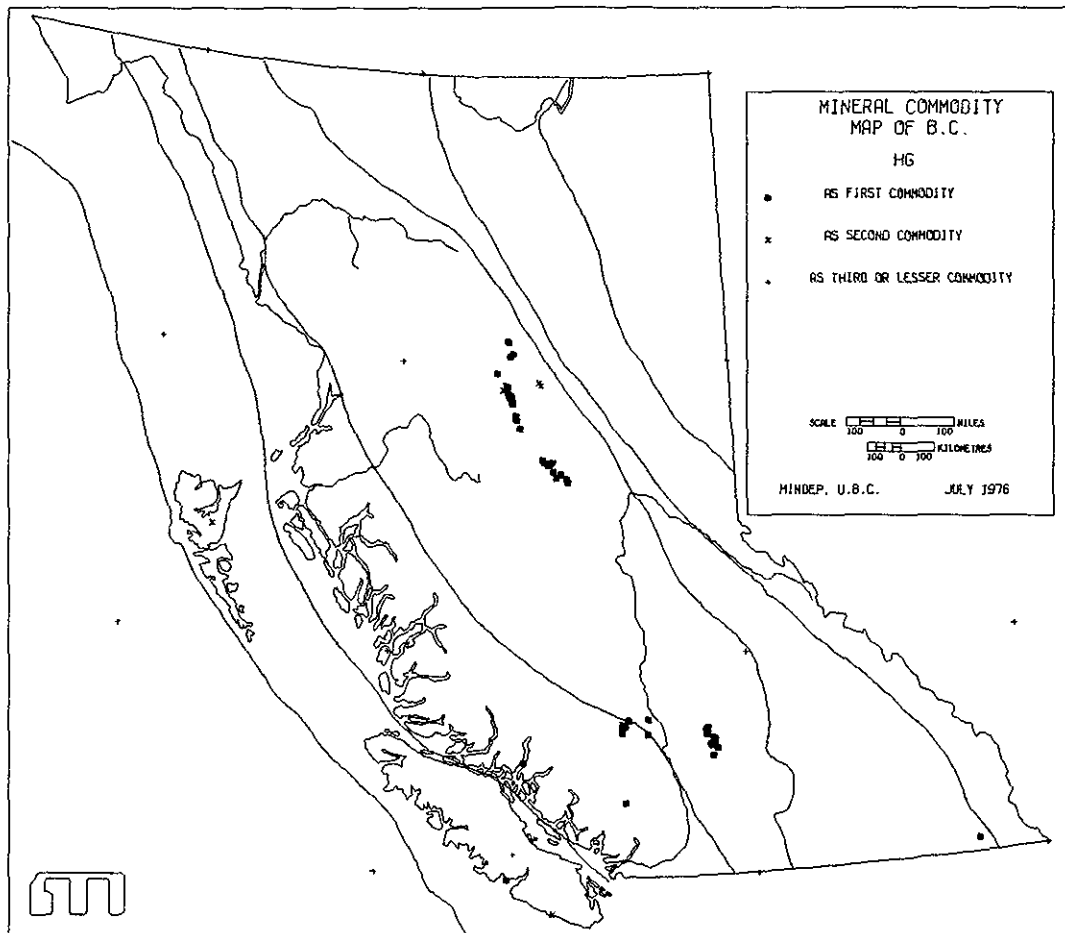 MINERAL COMMODITY
MAP OF B.C.
HG
AS FIRST COMMODITY
AS SECOND COMMODITY
AS THIRD OR LESSER COMMODITY
SCALE 100 0 100 MILES
100 0 100 KILOMETRES
MINDEP, U.B.C. JULY 1976